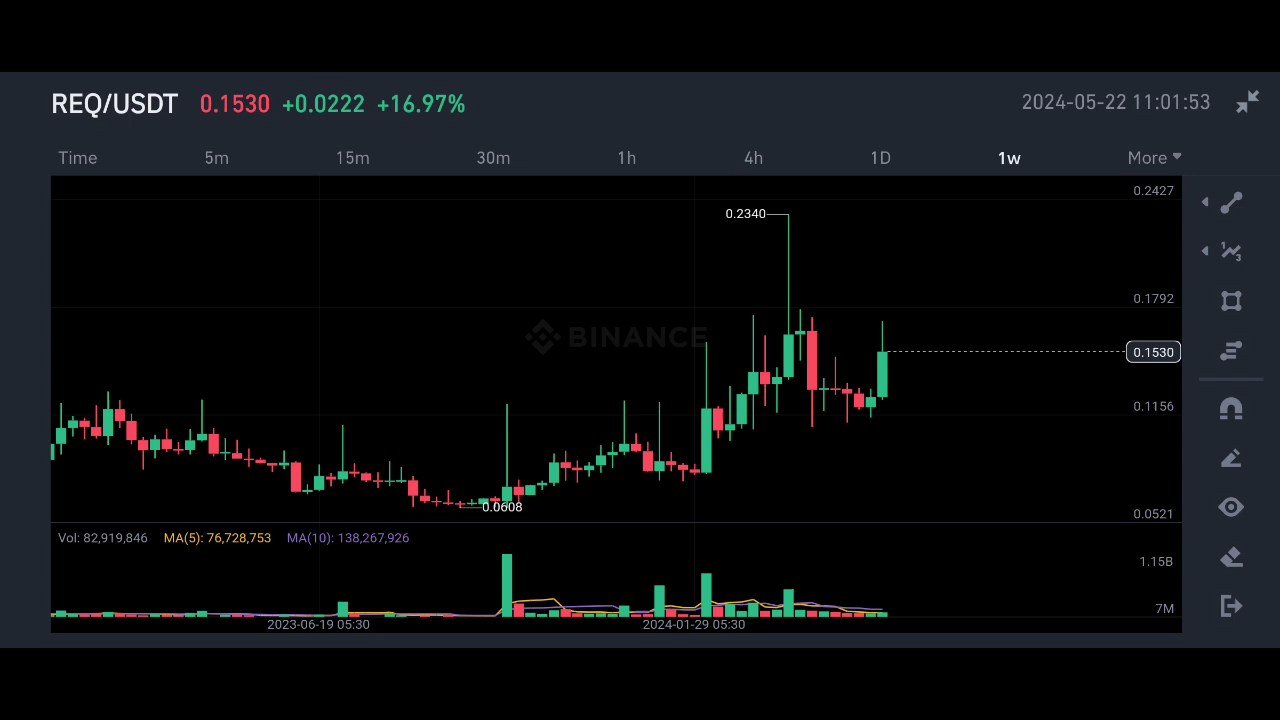 REQ/USDT 0.1530 +0.0222 +16.97% 2024-05-22 11:01:53
Time 5m 15m 30m 1h 4h 1D 1w More
0.2427
0.2340
0.1792
BINANCE
0.1530
0.1156
0.0608
0.0521
Vol: 82,919,846 MA(5): 76,728,753 MA(10): 138,267,926
1.15B
7M
2023-06-19 05:30 2024-01-29 05:30